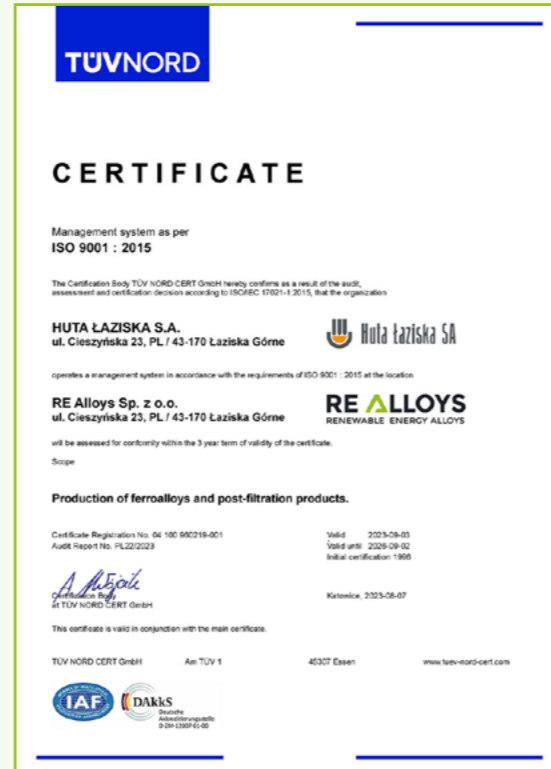 TÜVNORD
CERTIFICATE
Management system as per
ISO 9001 : 2015
The Certification Body TÜV NORD CERT GmbH hereby confirms as a result of the audit,
assessment and certification decision according to ISO/IEC 17021-1:2015, that the organization
HUTA ŁAZISKA S.A.
ul. Cieszyńska 23, PL / 43-170 Łaziska Górne
Huta Łaziska SA
operates a management system in accordance with the requirements of ISO 9001 : 2015 at the location
RE Alloys Sp. z o.o.
ul. Cieszyńska 23, PL / 43-170 Łaziska Górne
RE ALLOYS
RENEWABLE ENERGY ALLOYS
will be assessed for conformity within the 3 year term of validity of the certificate.
Scope
Production of ferroalloys and post-filtration products.
Certificate Registration No. 04 100 960219-001
Audit Report No. PL22/2023
Valid 2023-09-03
Valid until 2026-09-02
Initial certification 1996
Certification Body
at TÜV NORD CERT GmbH
Katowice, 2023-08-07
This certificate is valid in conjunction with the main certificate.
TÜV NORD CERT GmbH Am TÜV 1 45307 Essen www.tuev-nord-cert.com
IAF
DAkkS
Deutsche
Akkreditierungsstelle